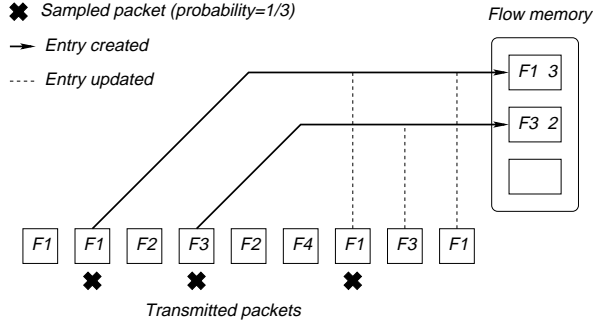 Sampled packet (probability=1/3)
Flow memory
Entry created
Entry updated
F1 3
F3 2
F1 F1 F2 F3 F2 F4 F1 F3 F1
Transmitted packets